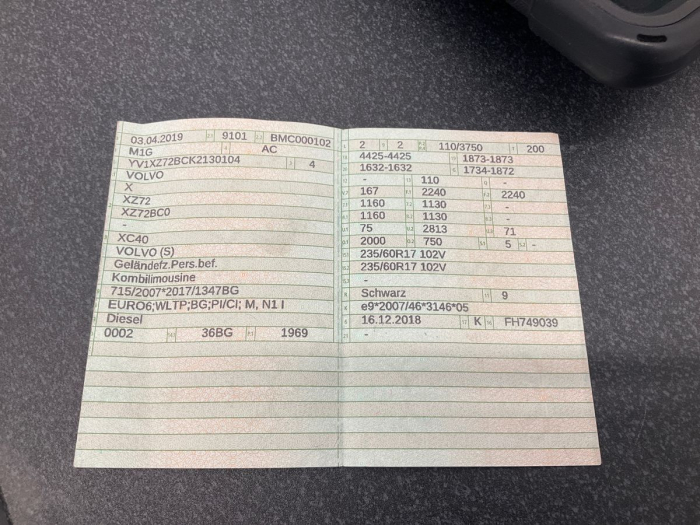 03.04.2019 9101 BMC000102
M1G AC
YV1XZ72BCK2130104 4
VOLVO
X
XZ72
XZ72BC0
-
XC40
VOLVO (S)
Geländefz.Pers.bef.
Kombilimousine
715/2007*2017/1347BG
EURO6;WLTP;BG;PI/CI; M, N1 I
Diesel
0002 36BG 1969
2 2 110/3750 200
4425-4425 1873-1873
1632-1632 1734-1872
- 110 -
167 2240 2240
1160 1130 -
1160 1130 -
75 2813 71
2000 750 5 -
235/60R17 102V
235/60R17 102V
Schwarz 9
e9*2007/46*3146*05
16.12.2018 K FH749039
-